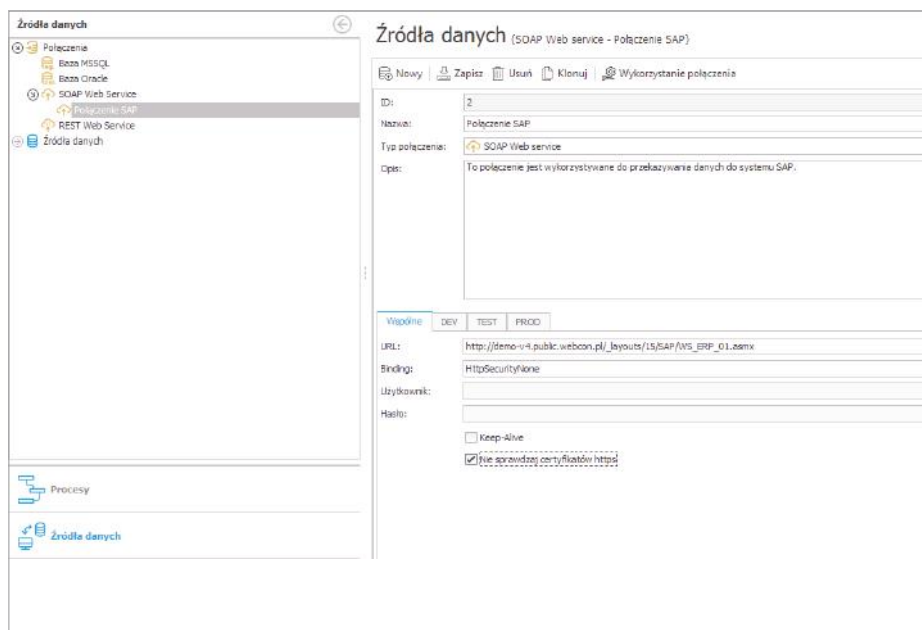 Źródła danych
Połączenia
Baza MSSQL
Baza Oracle
SOAP Web Service
Połączenie SAP
REST Web Service
Źródła danych
Procesy
Źródła danych
Źródła danych (SOAP Web service - Połączenie SAP)
Nowy Zapisz Usuń Klonuj Wykorzystanie połączenia
ID: 2
Nazwa: Połączenie SAP
Typ połączenia: SOAP Web service
Opis: To połączenie jest wykorzystywane do przekazywania danych do systemu SAP.
Wspólne DEV TEST PROD
URL: http://demo-v4.public.webcon.pl/_layouts/15/SAP/WS_ERP_01.asmx
Binding: HttpSecurityNone
Użytkownik:
Hasło:
Keep-Alive
Nie sprawdzaj certyfikatów https